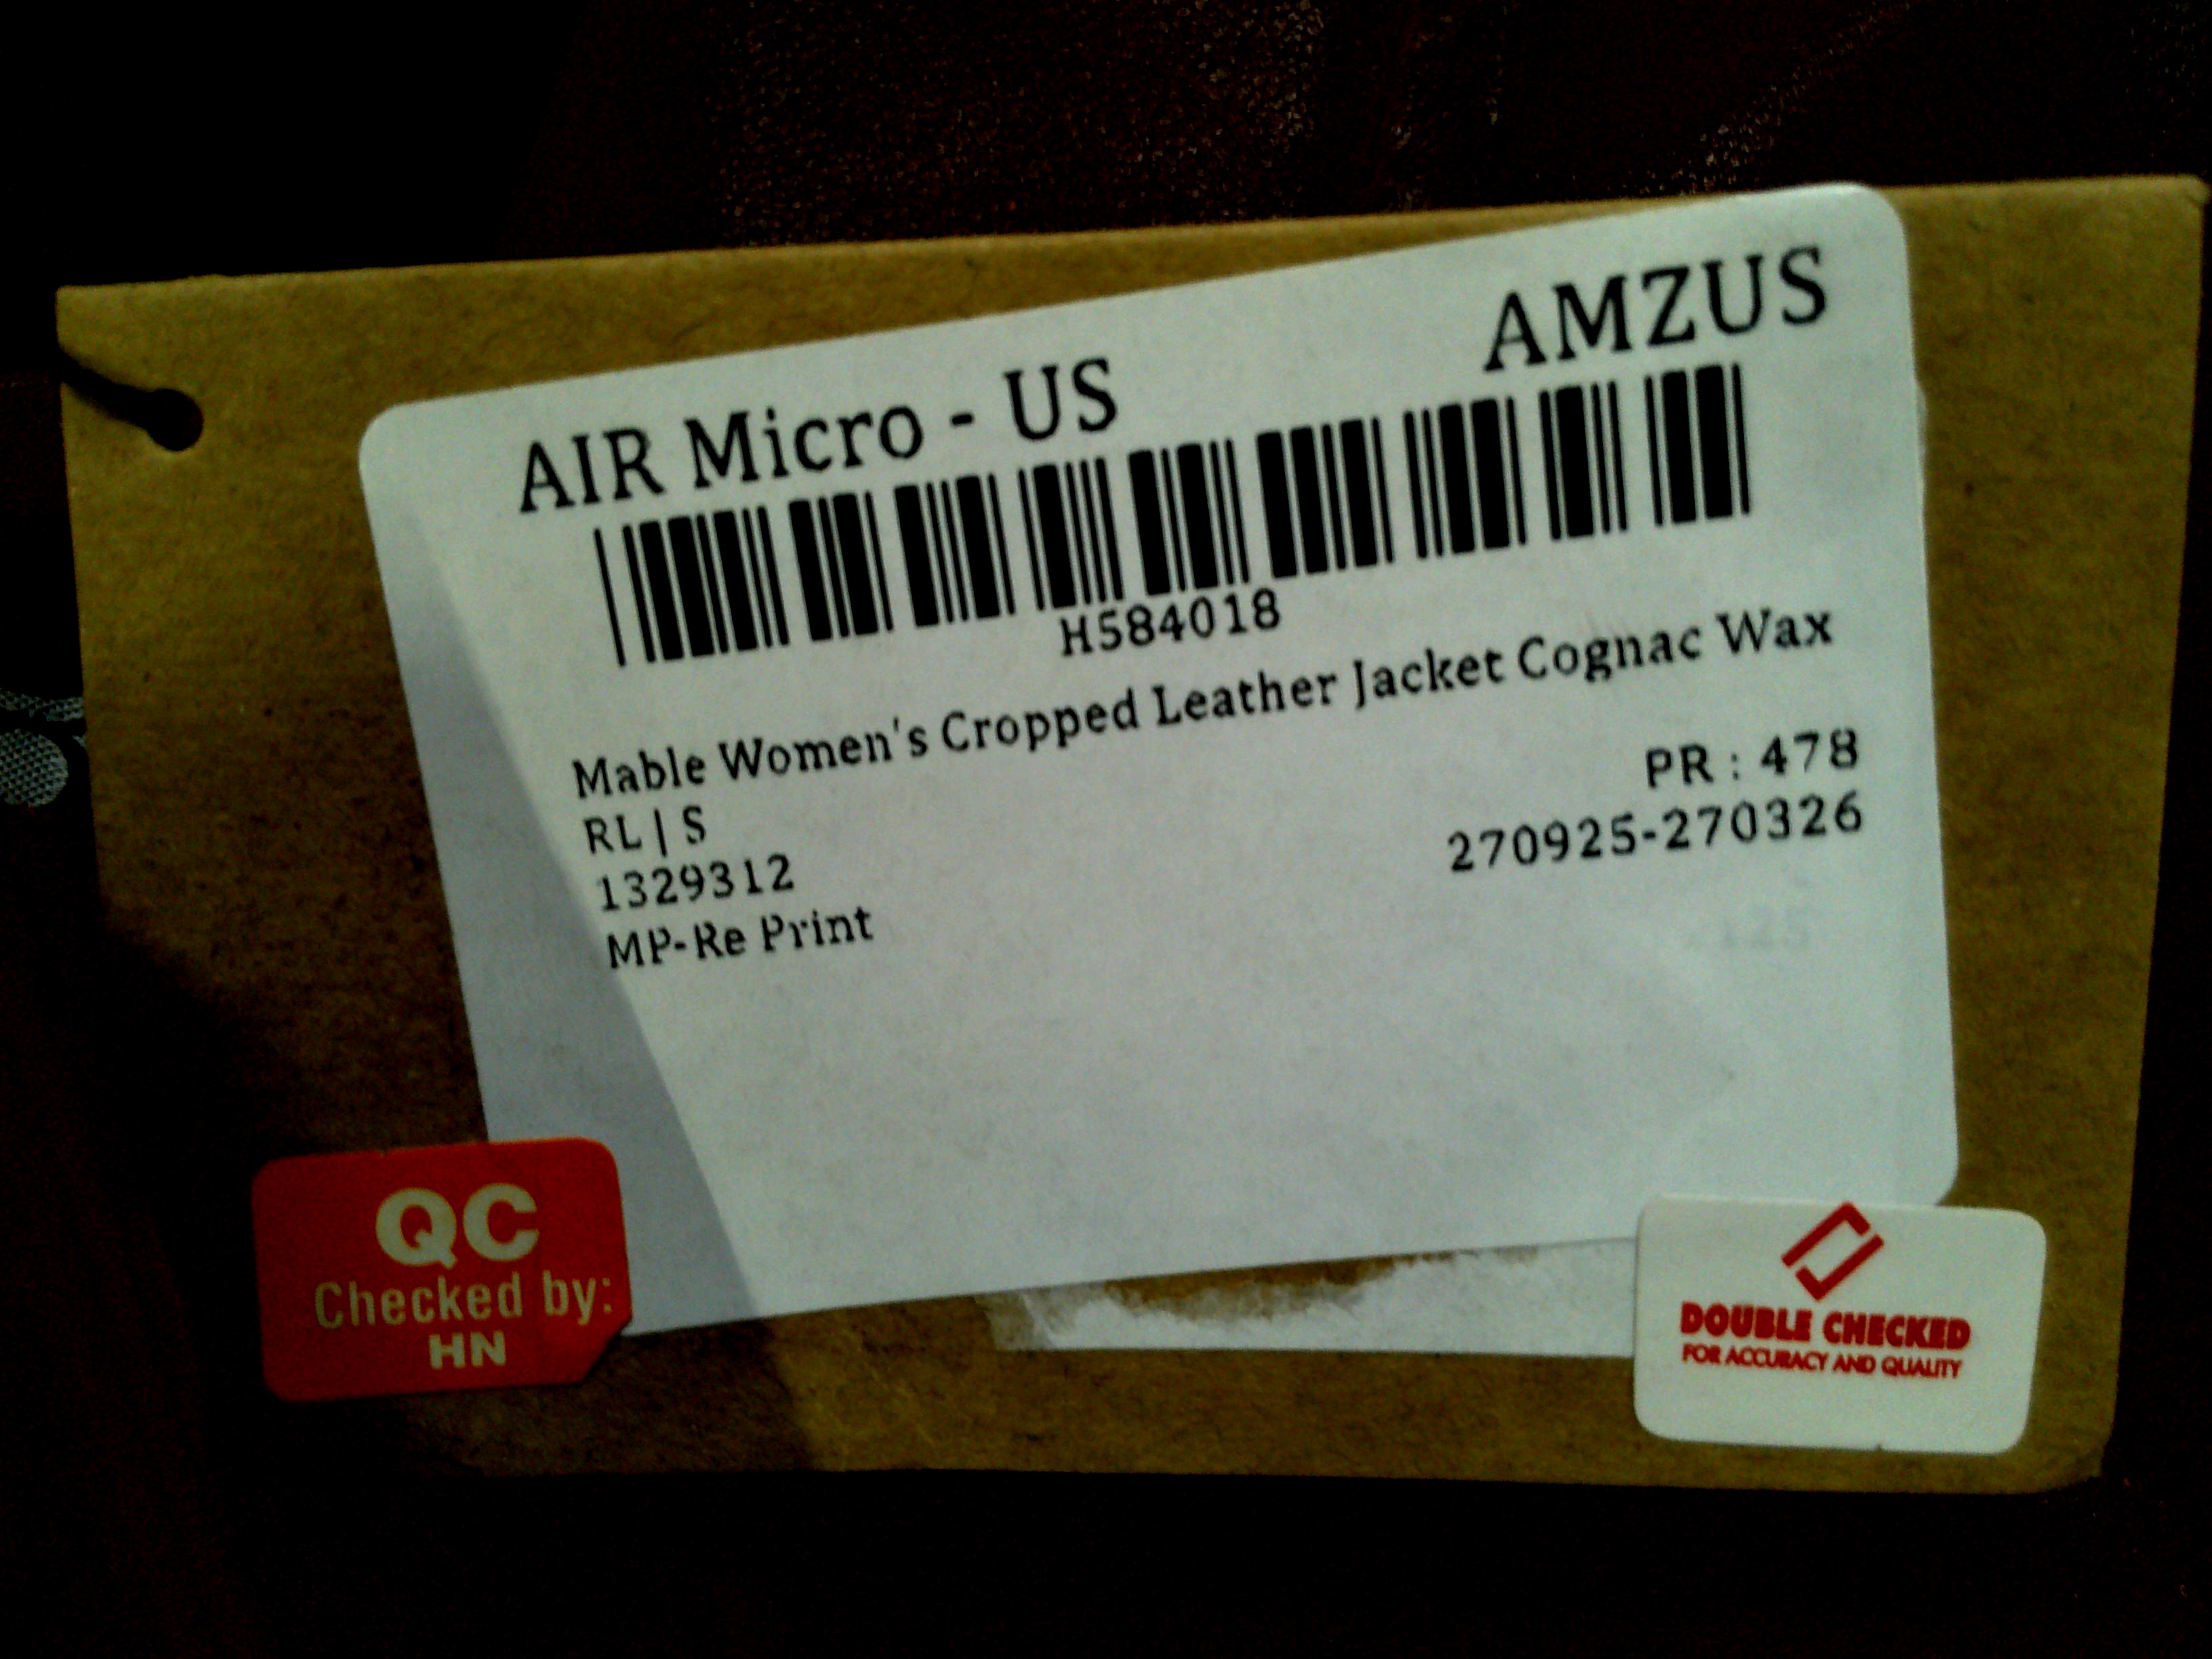 AIR Micro - US
AMZUS
H584018
Mable Women's Cropped Leather Jacket Cognac Wax
RL | S
PR : 478
1329312
270925-270326
MP-Re Print
QC
Checked by:
HN
DOUBLE CHECKED
FOR ACCURACY AND QUALITY